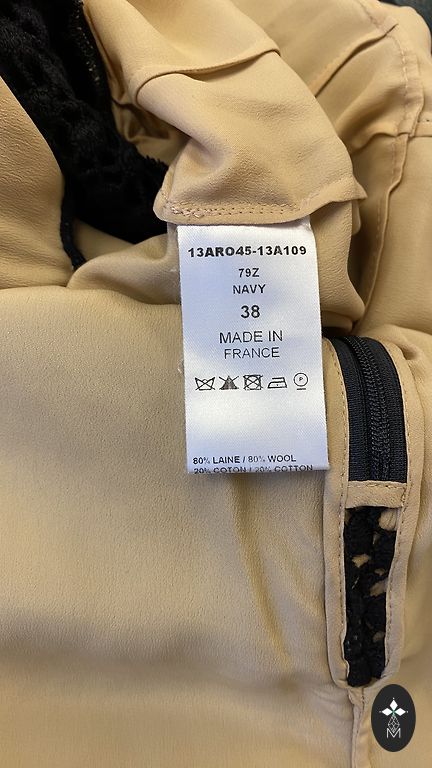 13ARO45-13A109
79Z
NAVY
38
MADE IN
FRANCE
P
80% LAINE / 80% WOOL
20% COTON / 20% COTTON
M